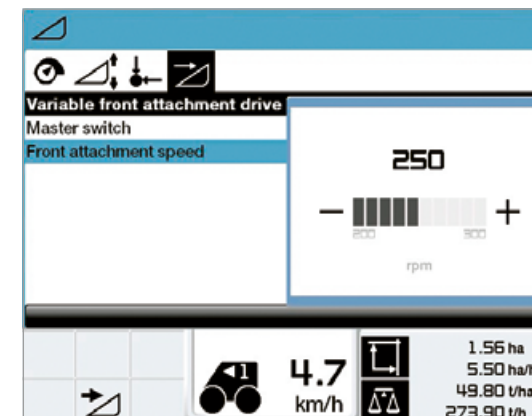 Variable front attachment drive
Master switch
Front attachment speed
250
− +
200 300
rpm
1
4.7
km/h
1.56 ha
5.50 ha/h
49.80 t/ha
273.90 t/h